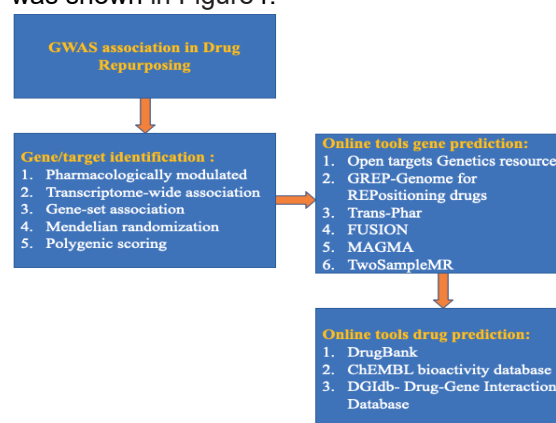 was shown in Figure1.
GWAS association in Drug
Repurposing
Gene/target identification :
1. Pharmacologically modulated
2. Transcriptome-wide association
3. Gene-set association
4. Mendelian randomization
5. Polygenic scoring
Online tools gene prediction:
1. Open targets Genetics resource
2. GREP-Genome for
REPositioning drugs
3. Trans-Phar
4. FUSION
5. MAGMA
6. TwoSampleMR
Online tools drug prediction:
1. DrugBank
2. ChEMBL bioactivity database
3. DGIdb- Drug-Gene Interaction
Database